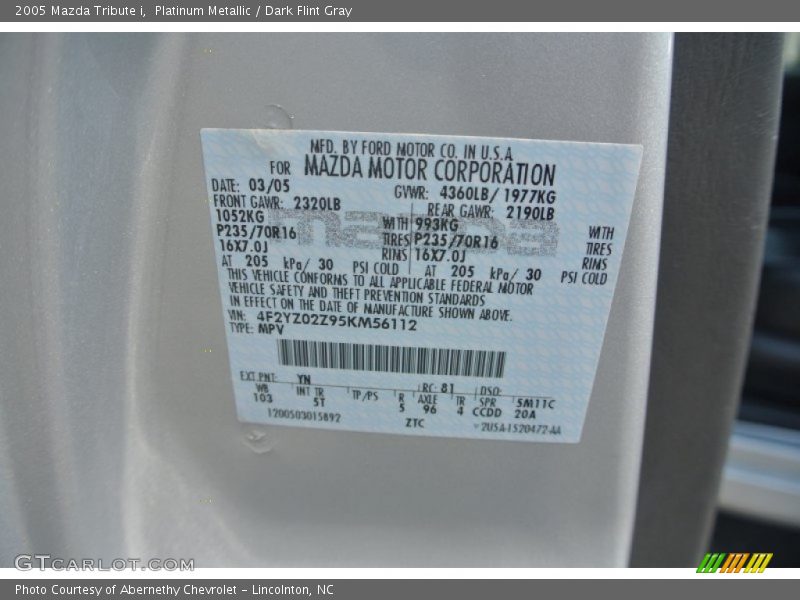 2005 Mazda Tribute i, Platinum Metallic / Dark Flint Gray
MFD. BY FORD MOTOR CO. IN U.S.A
FOR MAZDA MOTOR CORPORATION
DATE: 03/05 GVWR: 4360LB/ 1977KG
FRONT GAWR: 2320LB REAR GAWR: 2190LB
1052KG WITH 993KG WITH
P235/70R16 TIRES P235/70R16 TIRES
16X7.0J RIMS 16X7.0J RIMS
AT 205 kPa/ 30 PSI COLD AT 205 kPa/ 30 PSI COLD
mazda
THIS VEHICLE CONFORMS TO ALL APPLICABLE FEDERAL MOTOR
VEHICLE SAFETY AND THEFT PREVENTION STANDARDS
IN EFFECT ON THE DATE OF MANUFACTURE SHOWN ABOVE.
VIN: 4F2YZ02Z95KM56112
TYPE: MPV
EXT PNT: YN RC: 81 DSO:
WB INT TR TP/PS R AXLE TR SPR 5M11C
103 5T 5 96 4 CCDD 20A
1200503015892 ZTC 2U5A-1520472-AA
GTCarLot.com
Photo Courtesy of Abernethy Chevrolet – Lincolnton, NC